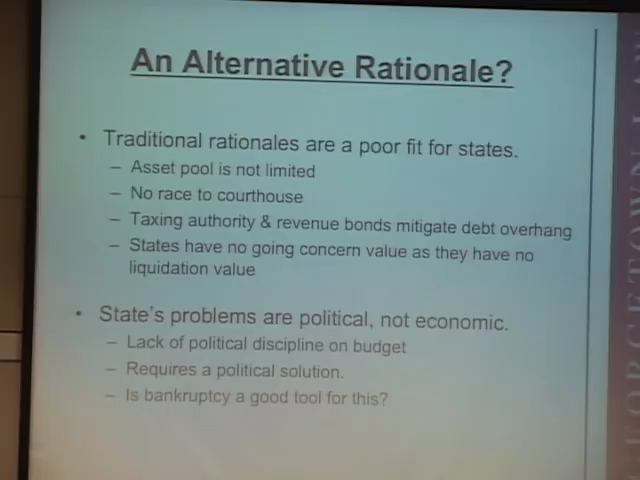 An Alternative Rationale?
• Traditional rationales are a poor fit for states.
– Asset pool is not limited
– No race to courthouse
– Taxing authority & revenue bonds mitigate debt overhang
– States have no going concern value as they have no
liquidation value
• State's problems are political, not economic.
– Lack of political discipline on budget
– Requires a political solution.
– Is bankruptcy a good tool for this?
GEORGETOWN LAW